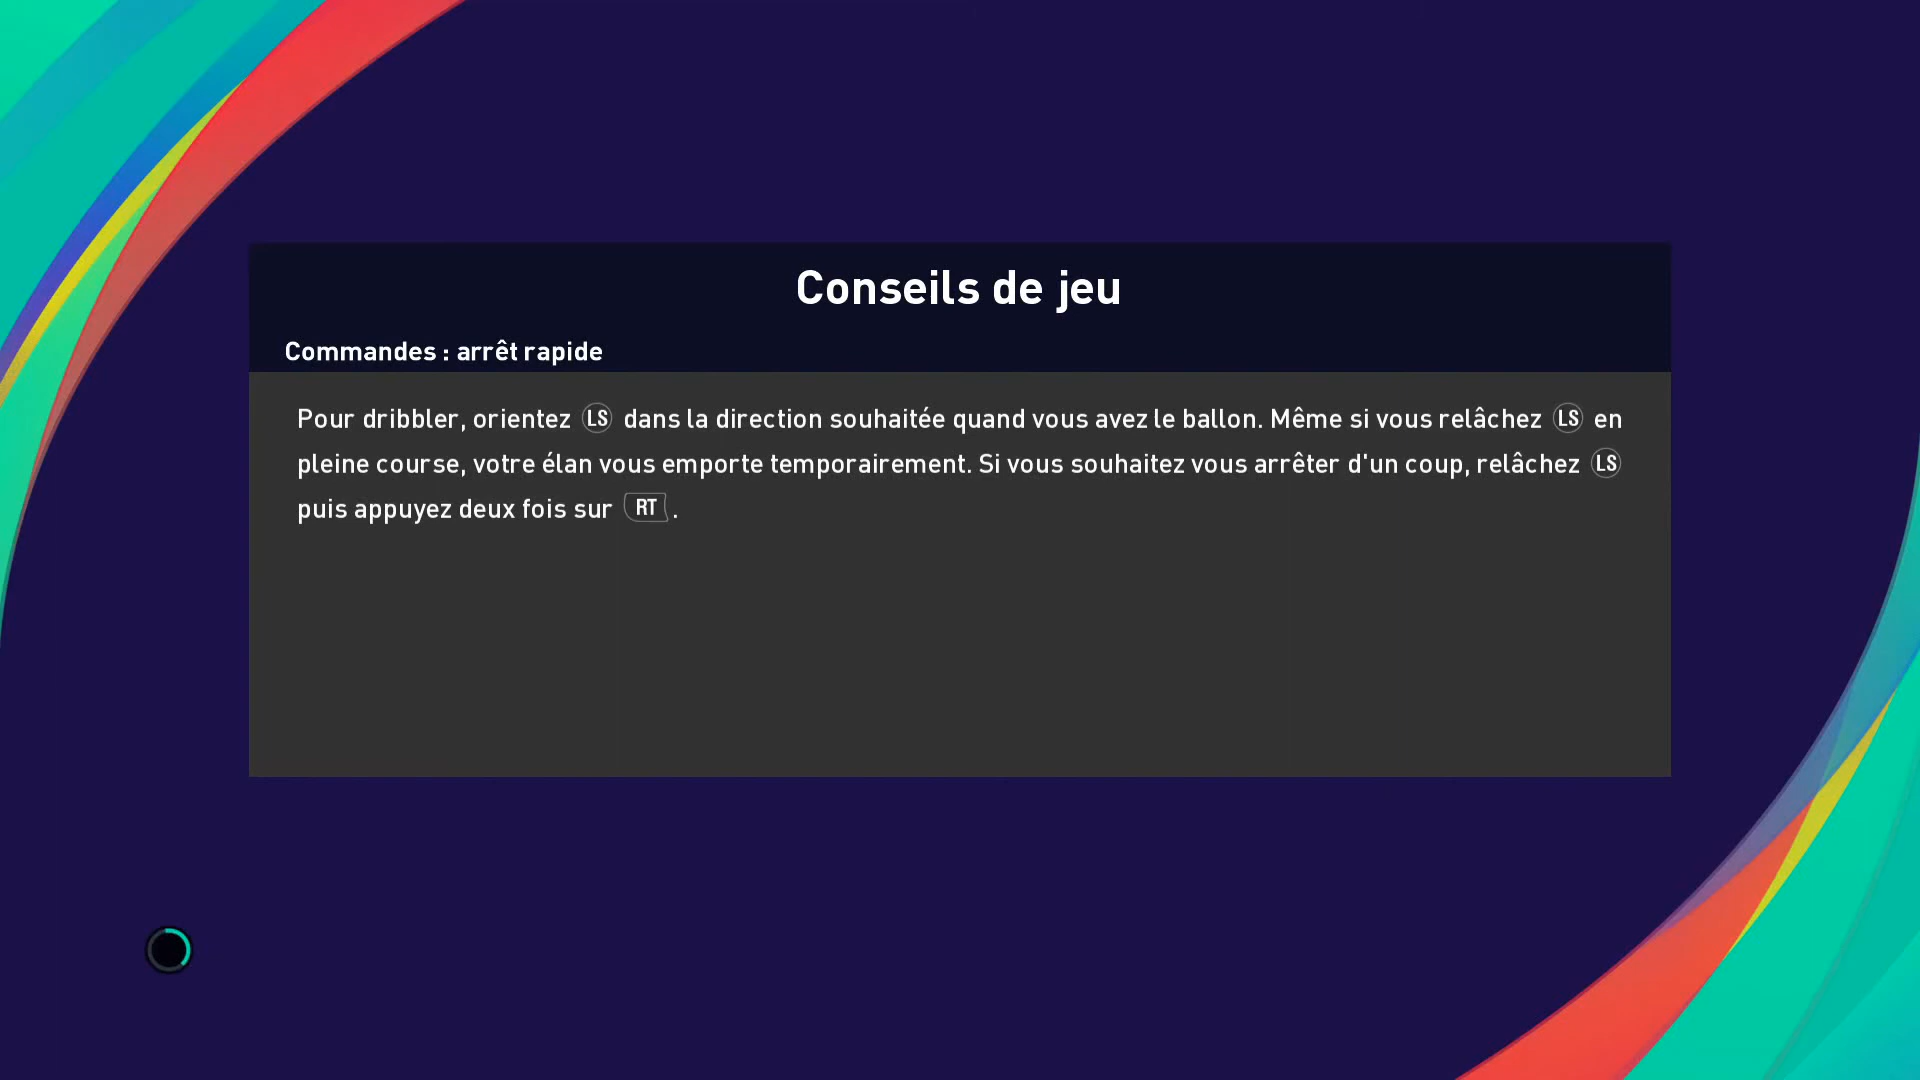 Conseils de jeu
Commandes : arrêt rapide
Pour dribbler, orientez LS dans la direction souhaitée quand vous avez le ballon. Même si vous relâchez LS en
pleine course, votre élan vous emporte temporairement. Si vous souhaitez vous arrêter d'un coup, relâchez LS
puis appuyez deux fois sur RT .